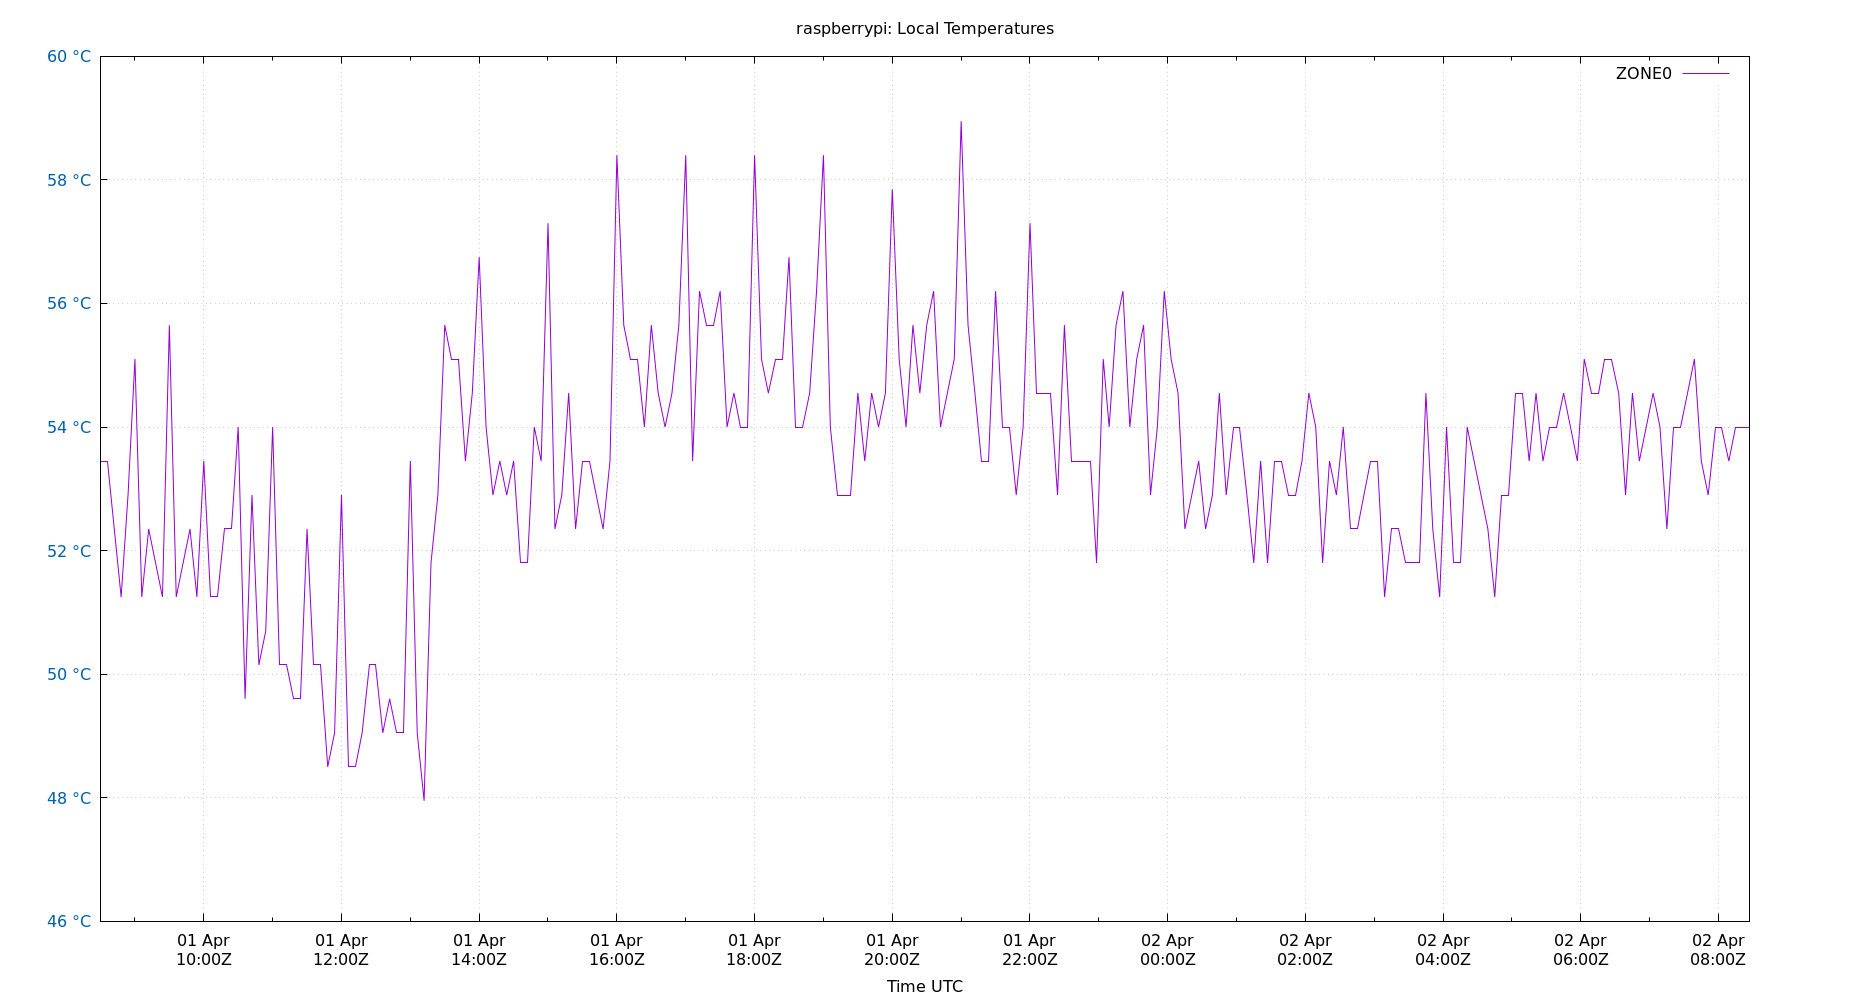 raspberrypi: Local Temperatures
60 °C
58 °C
56 °C
54 °C
52 °C
50 °C
48 °C
46 °C
ZONE0
01 Apr 01 Apr 01 Apr 01 Apr 01 Apr 01 Apr 01 Apr 02 Apr 02 Apr 02 Apr 02 Apr 02 Apr
10:00Z 12:00Z 14:00Z 16:00Z 18:00Z 20:00Z 22:00Z 00:00Z 02:00Z 04:00Z 06:00Z 08:00Z
Time UTC